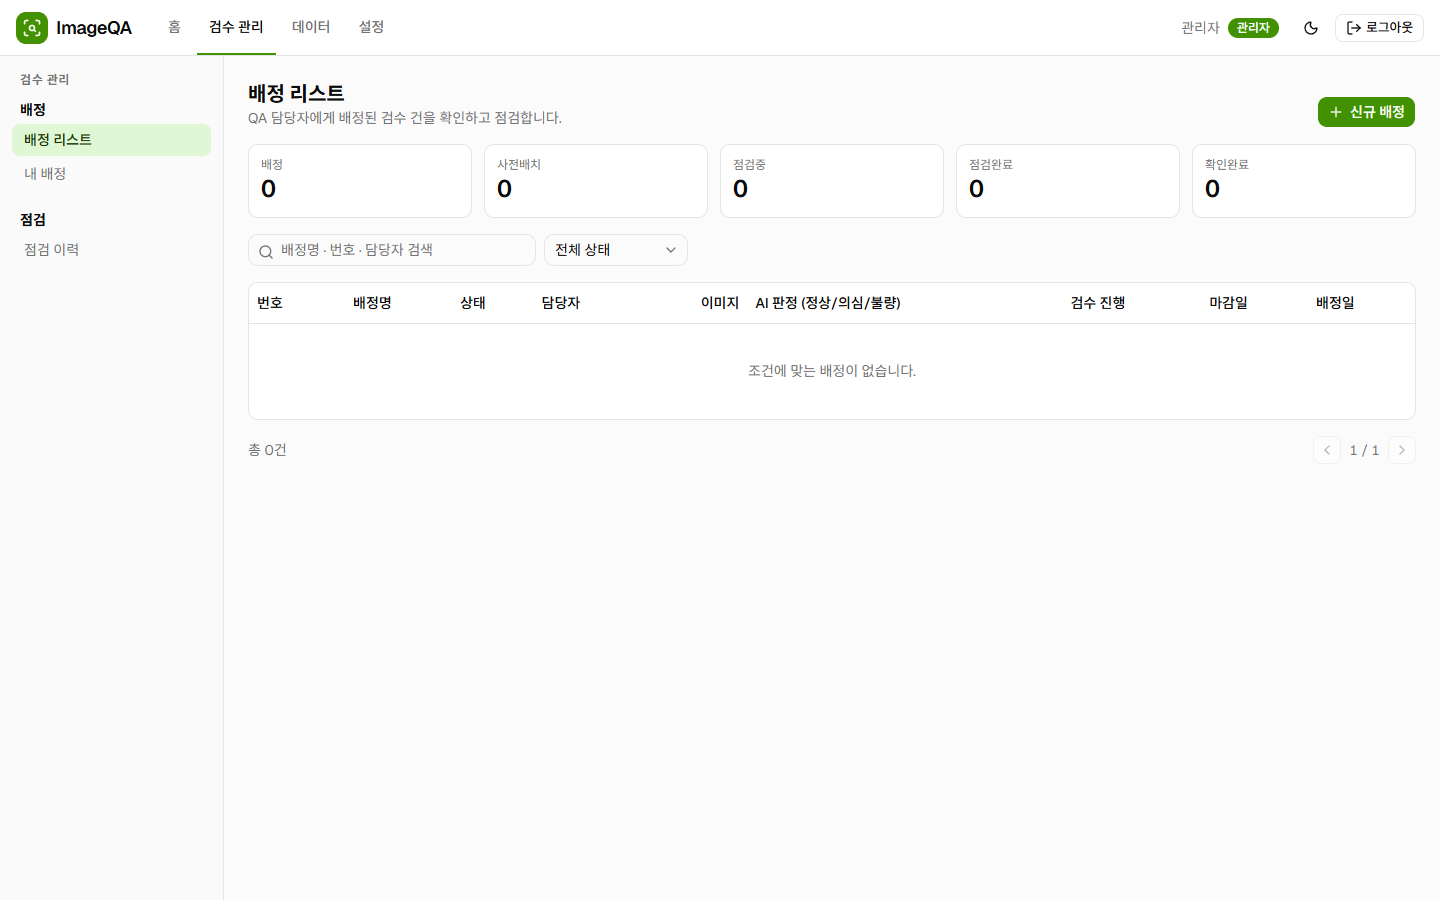 ImageQA
홈
검수 관리
데이터
설정
관리자
관리자
로그아웃
검수 관리
배정
배정 리스트
내 배정
점검
점검 이력
배정 리스트
QA 담당자에게 배정된 검수 건을 확인하고 점검합니다.
신규 배정
배정
0
사전배치
0
점검중
0
점검완료
0
확인완료
0
배정명 · 번호 · 담당자 검색
전체 상태
번호 배정명 상태 담당자 이미지 AI 판정 (정상/의심/불량) 검수 진행 마감일 배정일
조건에 맞는 배정이 없습니다.
총 0건
1 / 1